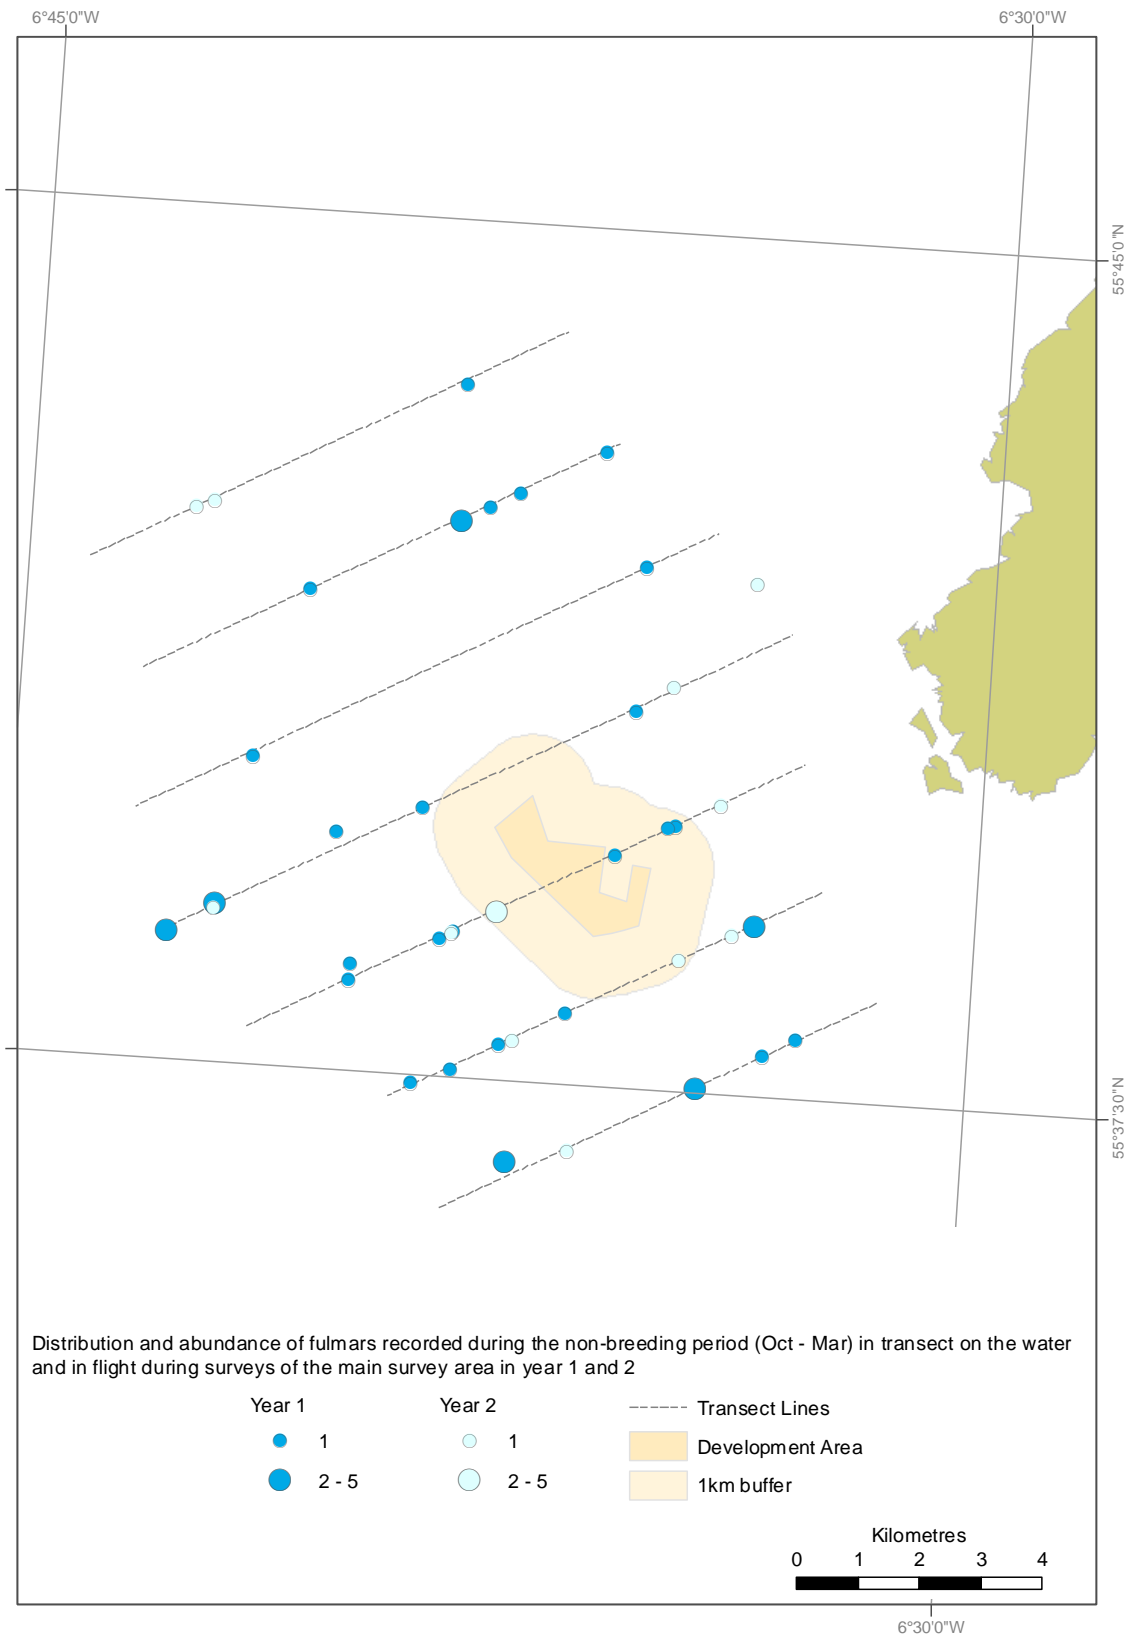 6°45'0"W
6°30'0"W
55°45'0"N
55°37'30"N
Distribution and abundance of fulmars recorded during the non-breeding period (Oct - Mar) in transect on the water
and in flight during surveys of the main survey area in year 1 and 2
Year 1
1
2 - 5
Year 2
1
2 - 5
Transect Lines
Development Area
1km buffer
Kilometres
0 1 2 3 4
6°30'0"W